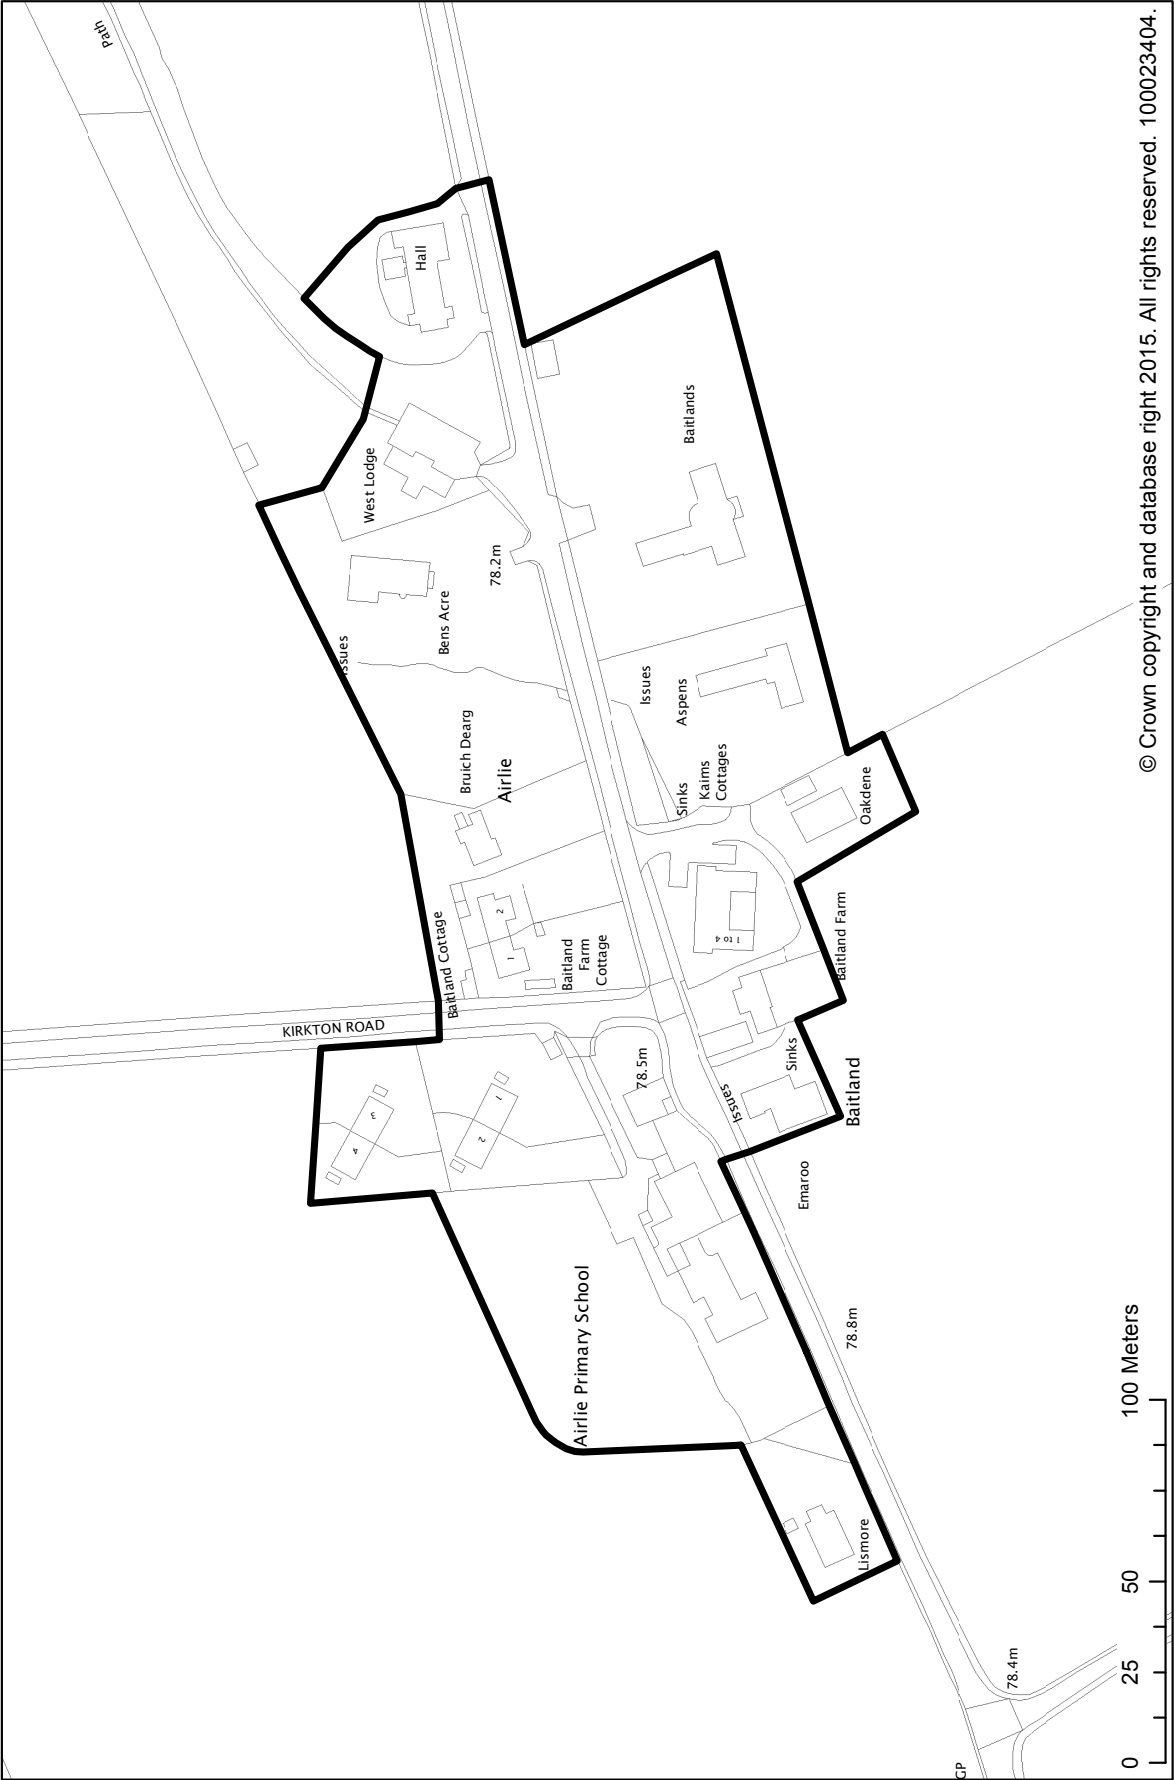 Path
Hall
West Lodge
Baitlands
78.2m
Bens Acre
Issues
Issues
Aspens
Bruich Dearg
Airlie
Kaims
Cottages
Sinks
Oakdene
2
1
Baitland Cottage
Baitland
Farm
Cottage
1 to 4
Baitland Farm
KIRKTON ROAD
78.5m
Sinks
Issues
Baitland
3
4
1
2
Emaroo
Airlie Primary School
78.8m
Lismore
78.4m
GP
0 25 50 100 Meters
© Crown copyright and database right 2015. All rights reserved. 100023404.